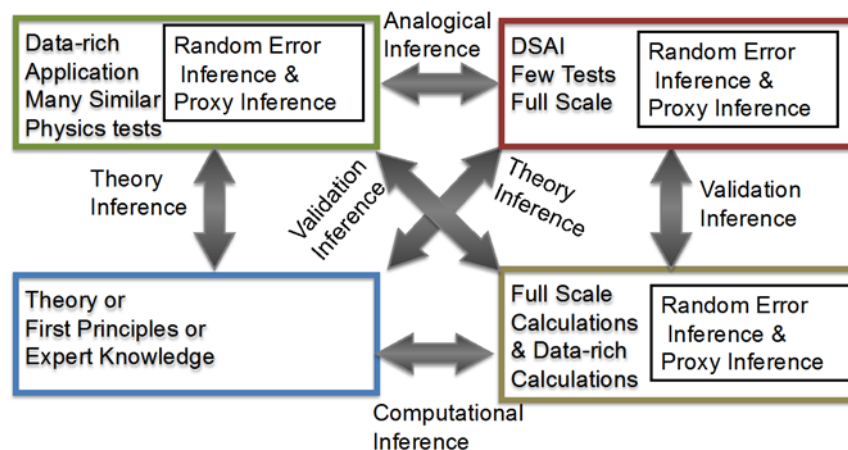 Data-rich
Application
Many Similar
Physics tests
Random Error
Inference &
Proxy Inference
Analogical
Inference
DSAI
Few Tests
Full Scale
Random Error
Inference &
Proxy Inference
Theory
Inference
Validation
Inference
Theory
Inference
Validation
Inference
Theory or
First Principles or
Expert Knowledge
Full Scale
Calculations
& Data-rich
Calculations
Random Error
Inference &
Proxy Inference
Computational
Inference